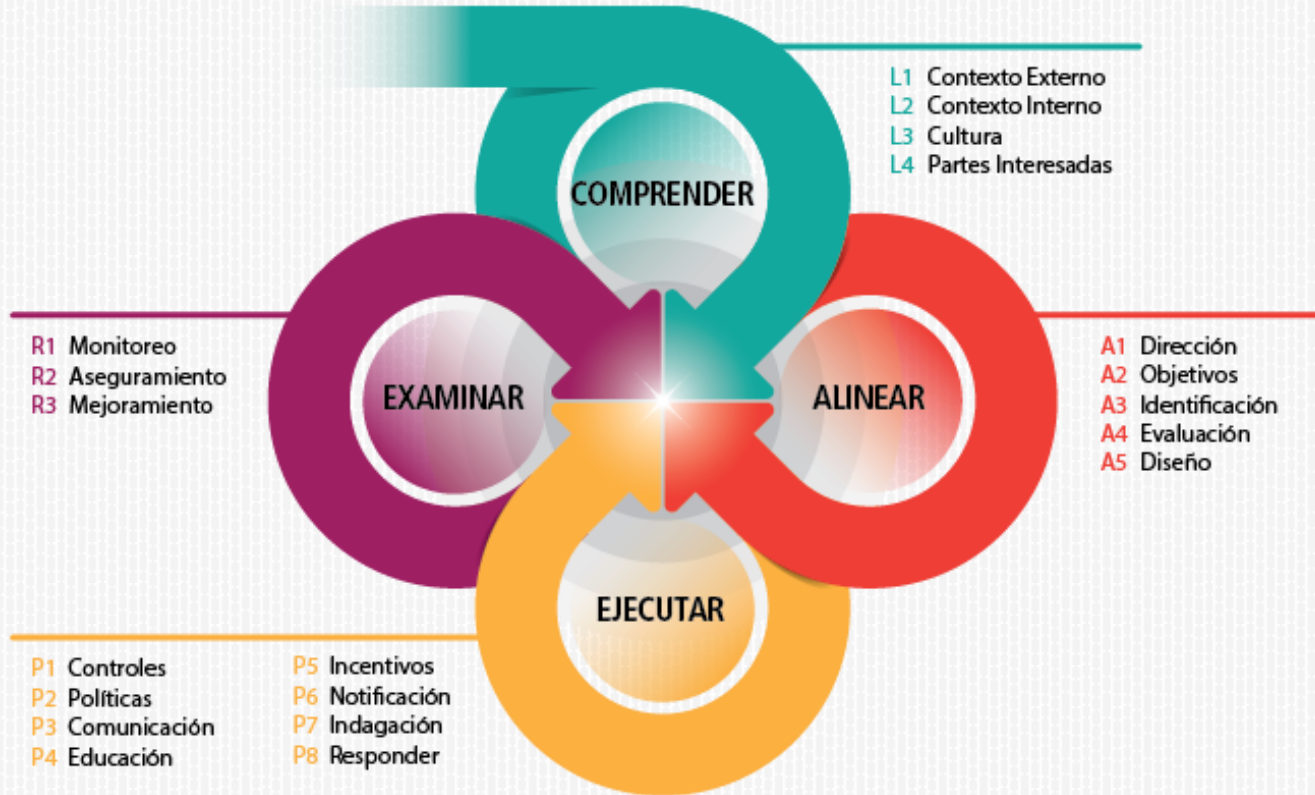 L1 Contexto Externo
L2 Contexto Interno
L3 Cultura
L4 Partes Interesadas
COMPRENDER
R1 Monitoreo
R2 Aseguramiento
R3 Mejoramiento
EXAMINAR
ALINEAR
A1 Dirección
A2 Objetivos
A3 Identificación
A4 Evaluación
A5 Diseño
EJECUTAR
P1 Controles
P2 Políticas
P3 Comunicación
P4 Educación
P5 Incentivos
P6 Notificación
P7 Indagación
P8 Responder